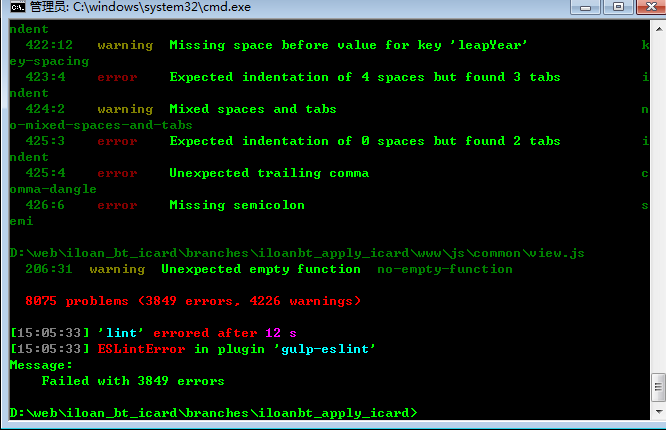 管理员: C:\windows\system32\cmd.exe
ndent
422:12 warning Missing space before value for key 'leapYear' k
ey-spacing
423:4 error Expected indentation of 4 spaces but found 3 tabs i
ndent
424:2 warning Mixed spaces and tabs n
o-mixed-spaces-and-tabs
425:3 error Expected indentation of 0 spaces but found 2 tabs i
ndent
425:4 error Unexpected trailing comma c
omma-dangle
426:6 error Missing semicolon s
emi
D:\web\iloan_bt_icard\branches\iloanbt_apply_icard\www\js\common\view.js
206:31 warning Unexpected empty function no-empty-function
8075 problems (3849 errors, 4226 warnings)
[15:05:33] 'lint' errored after 12 s
[15:05:33] ESLintError in plugin 'gulp-eslint'
Message:
Failed with 3849 errors
D:\web\iloan_bt_icard\branches\iloanbt_apply_icard>